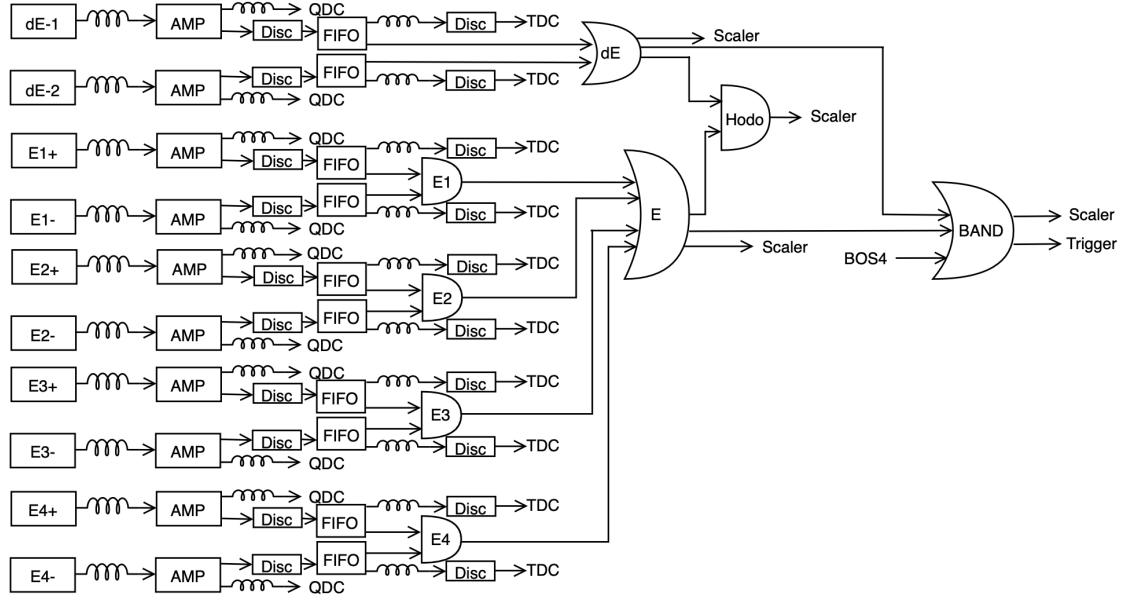 dE-1 AMP QDC Disc FIFO Disc TDC
dE-2 AMP Disc FIFO Disc TDC QDC
dE Scaler
Hodo Scaler
E1+ AMP QDC Disc FIFO Disc TDC
E1
E1- AMP Disc FIFO Disc TDC QDC
E2+ AMP QDC Disc FIFO Disc TDC
E2
E2- AMP Disc FIFO Disc TDC QDC
E Scaler
BOS4
BAND Scaler
Trigger
E3+ AMP QDC Disc FIFO Disc TDC
E3
E3- AMP Disc FIFO Disc TDC QDC
E4+ AMP QDC Disc FIFO Disc TDC
E4
E4- AMP Disc FIFO Disc TDC QDC